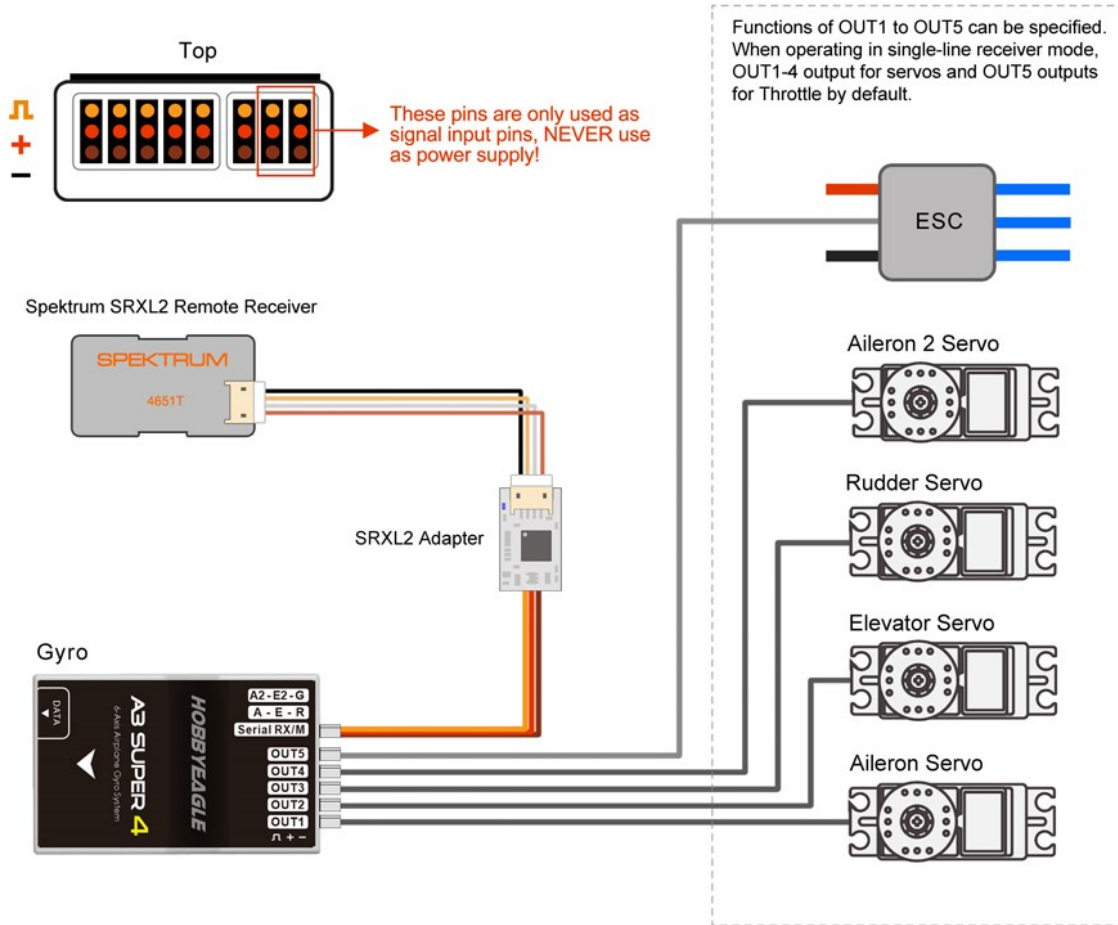 Functions of OUT1 to OUT5 can be specified.
When operating in single-line receiver mode,
OUT1-4 output for servos and OUT5 outputs
for Throttle by default.
Top
+
−
These pins are only used as
signal input pins, NEVER use
as power supply!
ESC
Spektrum SRXL2 Remote Receiver
SPEKTRUM
4651T
SRXL2 Adapter
Aileron 2 Servo
Rudder Servo
Elevator Servo
Aileron Servo
Gyro
DATA
A3 SUPER 4
6-Axis Airplane Gyro System
HOBBYEAGLE
A2-E2-G
A - E - R
Serial RX/M
OUT5
OUT4
OUT3
OUT2
OUT1
+ −